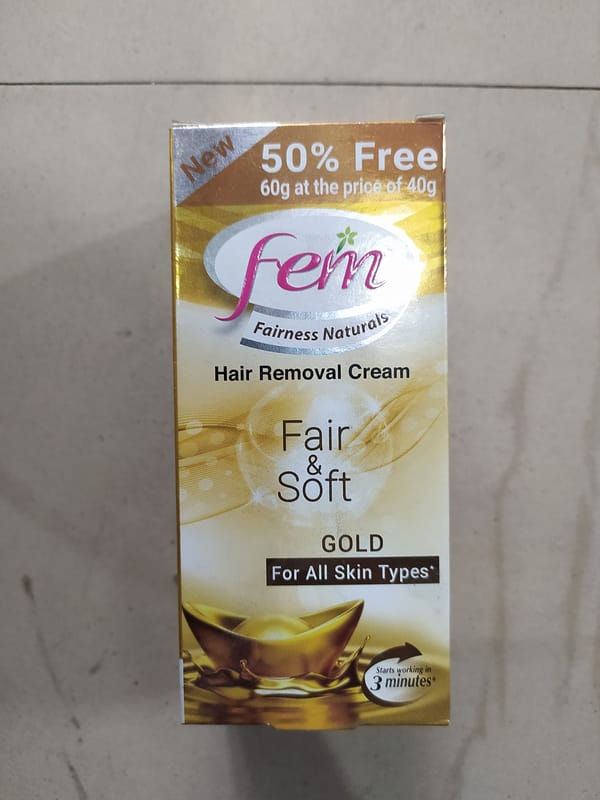 New
50% Free
60g at the price of 40g
fem
Fairness Naturals
Hair Removal Cream
Fair
&
Soft
GOLD
For All Skin Types*
Starts working in
3 minutes*